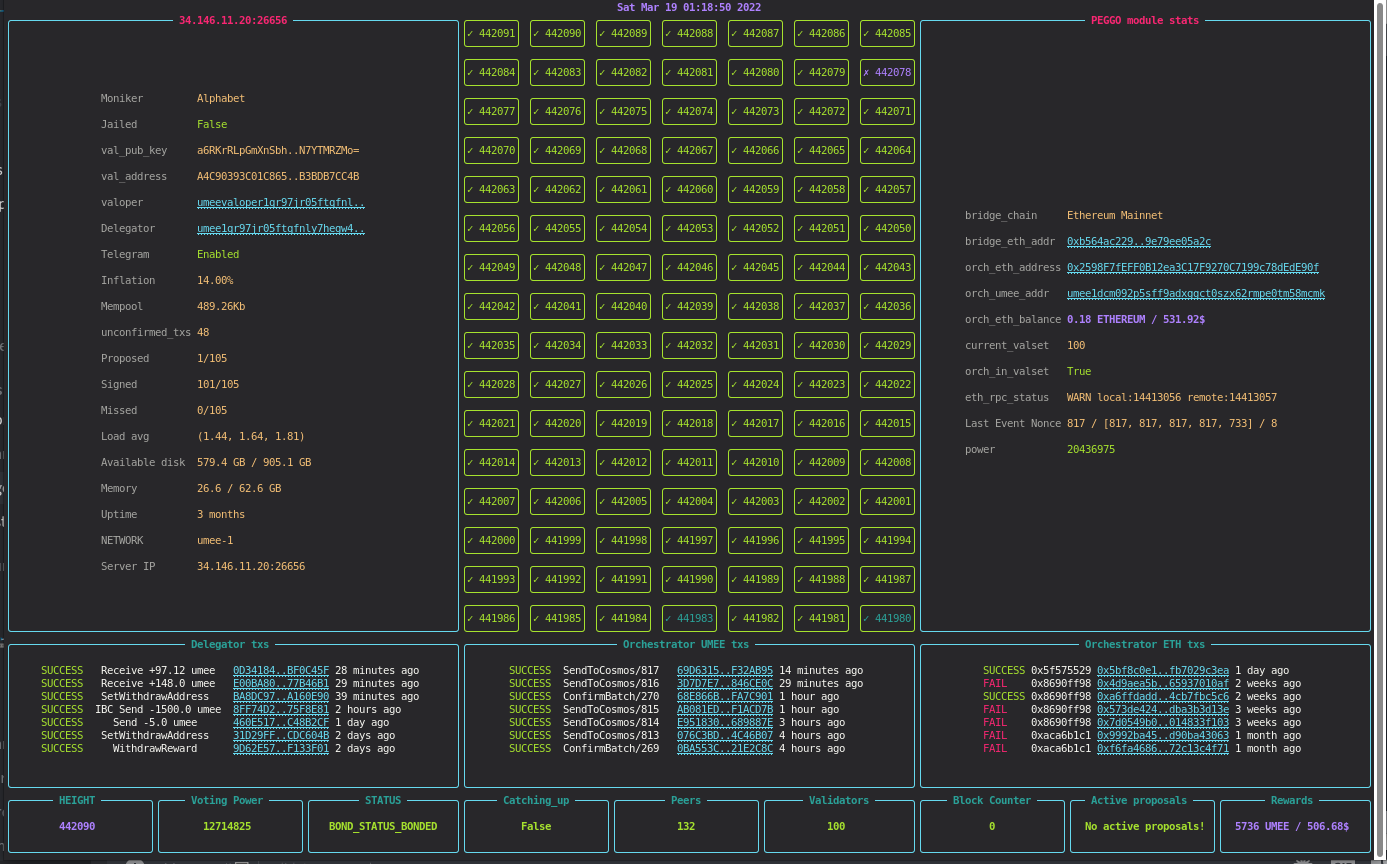 Sat Mar 19 01:18:50 2022
34.146.11.20:26656
Moniker Alphabet
Jailed False
val_pub_key a6RKrRLpGmXnSbh..N7YTMRZMo=
val_address A4C90393C01C865..B3BDB7CC4B
valoper umeevaloper1qr97jr05ftqfnl..
Delegator umee1qr97jr05ftqfnly7heqw4..
Telegram Enabled
Inflation 14.00%
Mempool 489.26Kb
unconfirmed_txs 48
Proposed 1/105
Signed 101/105
Missed 0/105
Load avg (1.44, 1.64, 1.81)
Available disk 579.4 GB / 905.1 GB
Memory 26.6 / 62.6 GB
Uptime 3 months
NETWORK umee-1
Server IP 34.146.11.20:26656
✓ 442091 ✓ 442090 ✓ 442089 ✓ 442088 ✓ 442087 ✓ 442086 ✓ 442085
✓ 442084 ✓ 442083 ✓ 442082 ✓ 442081 ✓ 442080 ✓ 442079 ✗ 442078
✓ 442077 ✓ 442076 ✓ 442075 ✓ 442074 ✓ 442073 ✓ 442072 ✓ 442071
✓ 442070 ✓ 442069 ✓ 442068 ✓ 442067 ✓ 442066 ✓ 442065 ✓ 442064
✓ 442063 ✓ 442062 ✓ 442061 ✓ 442060 ✓ 442059 ✓ 442058 ✓ 442057
✓ 442056 ✓ 442055 ✓ 442054 ✓ 442053 ✓ 442052 ✓ 442051 ✓ 442050
✓ 442049 ✓ 442048 ✓ 442047 ✓ 442046 ✓ 442045 ✓ 442044 ✓ 442043
✓ 442042 ✓ 442041 ✓ 442040 ✓ 442039 ✓ 442038 ✓ 442037 ✓ 442036
✓ 442035 ✓ 442034 ✓ 442033 ✓ 442032 ✓ 442031 ✓ 442030 ✓ 442029
✓ 442028 ✓ 442027 ✓ 442026 ✓ 442025 ✓ 442024 ✓ 442023 ✓ 442022
✓ 442021 ✓ 442020 ✓ 442019 ✓ 442018 ✓ 442017 ✓ 442016 ✓ 442015
✓ 442014 ✓ 442013 ✓ 442012 ✓ 442011 ✓ 442010 ✓ 442009 ✓ 442008
✓ 442007 ✓ 442006 ✓ 442005 ✓ 442004 ✓ 442003 ✓ 442002 ✓ 442001
✓ 442000 ✓ 441999 ✓ 441998 ✓ 441997 ✓ 441996 ✓ 441995 ✓ 441994
✓ 441993 ✓ 441992 ✓ 441991 ✓ 441990 ✓ 441989 ✓ 441988 ✓ 441987
✓ 441986 ✓ 441985 ✓ 441984 ✓ 441983 ✓ 441982 ✓ 441981 ✓ 441980
PEGGO module stats
bridge_chain Ethereum Mainnet
bridge_eth_addr 0xb564ac229..9e79ee05a2c
orch_eth_address 0x2598F7fEFF0B12ea3C17F9270C7199c78dEdE90f
orch_umee_addr umee1dcm092p5sff9adxgqct0szx62rmpe0tm58mcmk
orch_eth_balance 0.18 ETHEREUM / 531.92$
current_valset 100
orch_in_valset True
eth_rpc_status WARN local:14413056 remote:14413057
Last Event Nonce 817 / [817, 817, 817, 817, 733] / 8
power 20436975
Delegator txs
SUCCESS Receive +97.12 umee 0D34184..BF0C45F 28 minutes ago
SUCCESS Receive +148.0 umee E00BA80..77B46B1 29 minutes ago
SUCCESS SetWithdrawAddress BA8DC97..A160E90 39 minutes ago
SUCCESS IBC Send -1500.0 umee 8FF74D2..75F8E81 2 hours ago
SUCCESS Send -5.0 umee 460E517..C48B2CF 1 day ago
SUCCESS SetWithdrawAddress 31D29FF..CDC604B 2 days ago
SUCCESS WithdrawReward 9D62E57..F133F01 2 days ago
Orchestrator UMEE txs
SUCCESS SendToCosmos/817 69D6315..F32AB95 14 minutes ago
SUCCESS SendToCosmos/816 3D7D7E7..846CE0C 29 minutes ago
SUCCESS ConfirmBatch/270 68E866B..FA7C901 1 hour ago
SUCCESS SendToCosmos/815 AB081ED..F1ACD7B 1 hour ago
SUCCESS SendToCosmos/814 E951830..689887E 3 hours ago
SUCCESS SendToCosmos/813 076C3BD..4C46B07 4 hours ago
SUCCESS ConfirmBatch/269 0BA553C..21E2C8C 4 hours ago
Orchestrator ETH txs
SUCCESS 0x5f575529 0x5bf8c0e1..fb7029c3ea 1 day ago
FAIL 0x8690ff98 0x4d9aea5b..65937010af 2 weeks ago
SUCCESS 0x8690ff98 0xa6ffdadd..4cb7fbc5c6 2 weeks ago
FAIL 0x8690ff98 0x573de424..dba3b3d13e 3 weeks ago
FAIL 0x8690ff98 0x7d0549b0..014833f103 3 weeks ago
FAIL 0xaca6b1c1 0x9992ba45..d90ba43063 1 month ago
FAIL 0xaca6b1c1 0xf6fa4686..72c13c4f71 1 month ago
HEIGHT
442090
Voting Power
12714825
STATUS
BOND_STATUS_BONDED
Catching_up
False
Peers
132
Validators
100
Block Counter
0
Active proposals
No active proposals!
Rewards
5736 UMEE / 506.68$